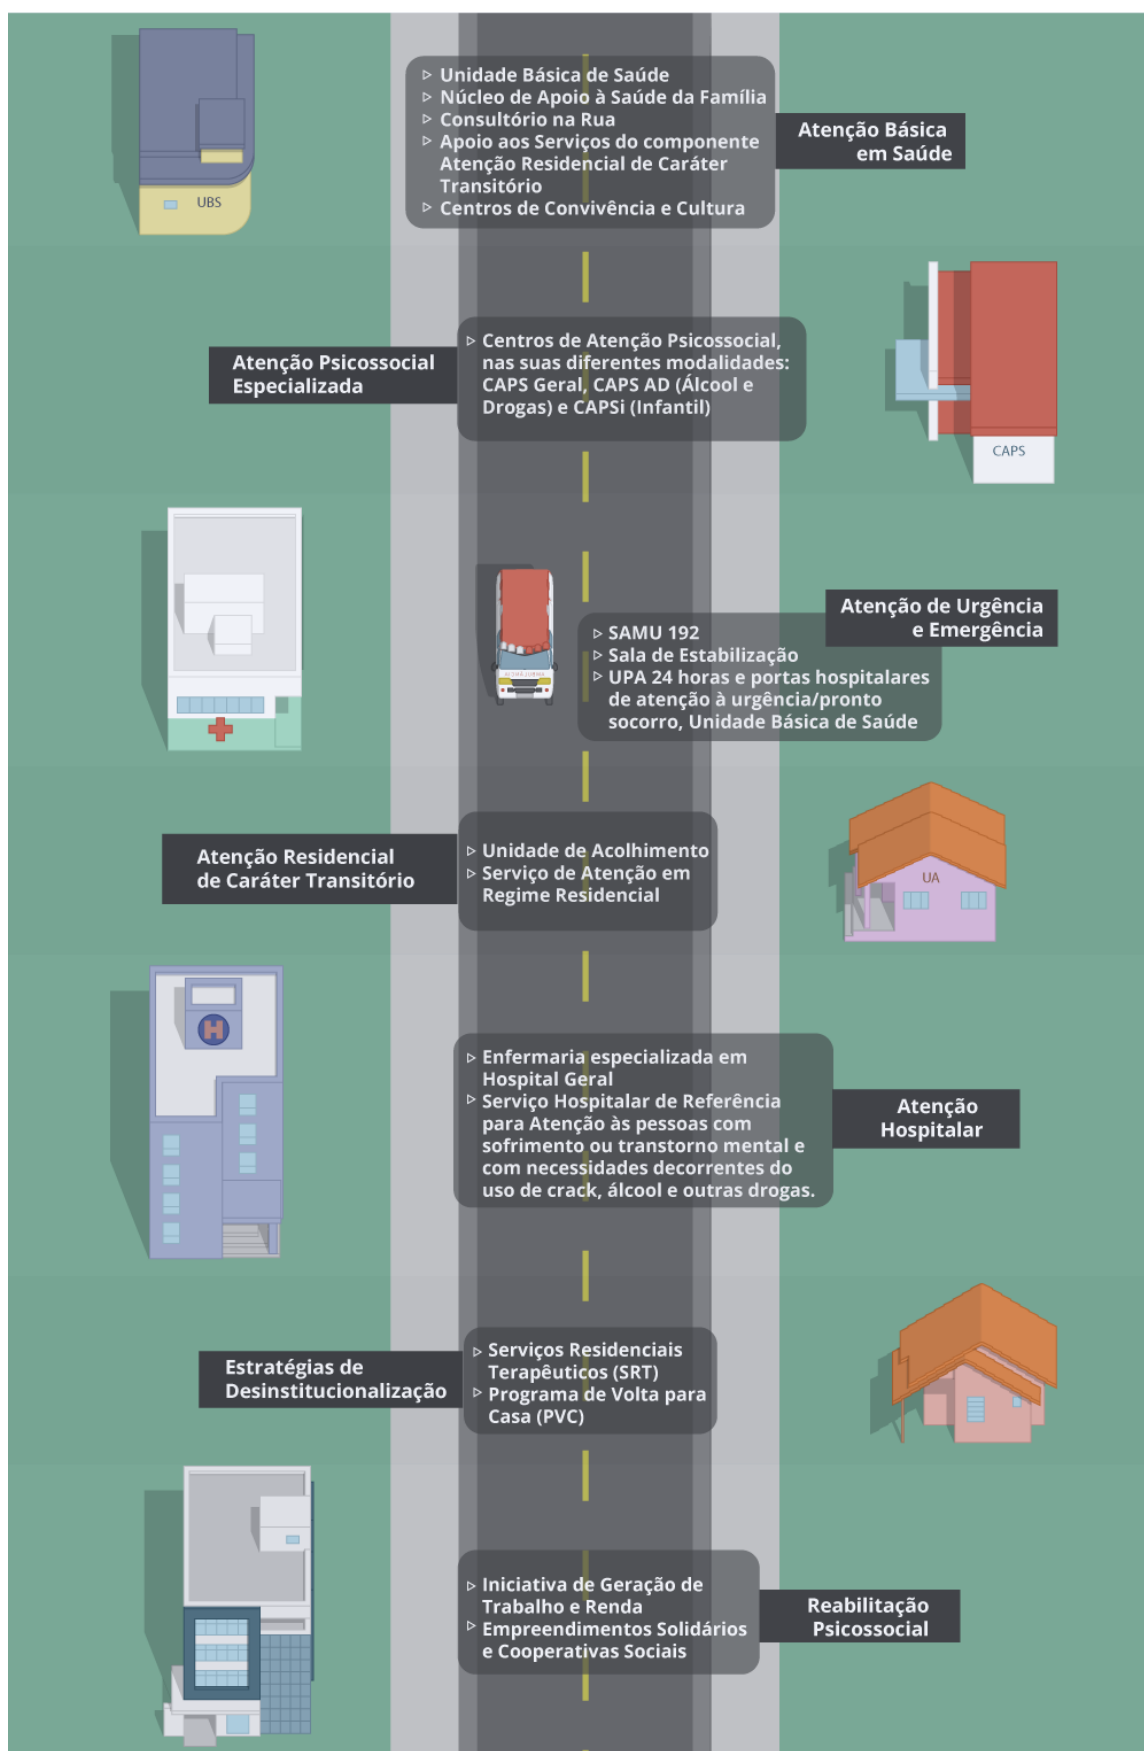 Unidade Básica de Saúde
Núcleo de Apoio à Saúde da Família
Consultório na Rua
Apoio aos Serviços do componente
Atenção Residencial de Caráter
Transitório
Centros de Convivência e Cultura
Atenção Básica
em Saúde
UBS
Atenção Psicossocial
Especializada
Centros de Atenção Psicossocial,
nas suas diferentes modalidades:
CAPS Geral, CAPS AD (Álcool e
Drogas) e CAPSi (Infantil)
CAPS
Atenção de Urgência
e Emergência
SAMU 192
Sala de Estabilização
UPA 24 horas e portas hospitalares
de atenção à urgência/pronto
socorro, Unidade Básica de Saúde
Atenção Residencial
de Caráter Transitório
Unidade de Acolhimento
Serviço de Atenção em
Regime Residencial
UA
H
Enfermaria especializada em
Hospital Geral
Serviço Hospitalar de Referência
para Atenção às pessoas com
sofrimento ou transtorno mental e
com necessidades decorrentes do
uso de crack, álcool e outras drogas.
Atenção
Hospitalar
Estratégias de
Desinstitucionalização
Serviços Residenciais
Terapêuticos (SRT)
Programa de Volta para
Casa (PVC)
Iniciativa de Geração de
Trabalho e Renda
Empreendimentos Solidários
e Cooperativas Sociais
Reabilitação
Psicossocial